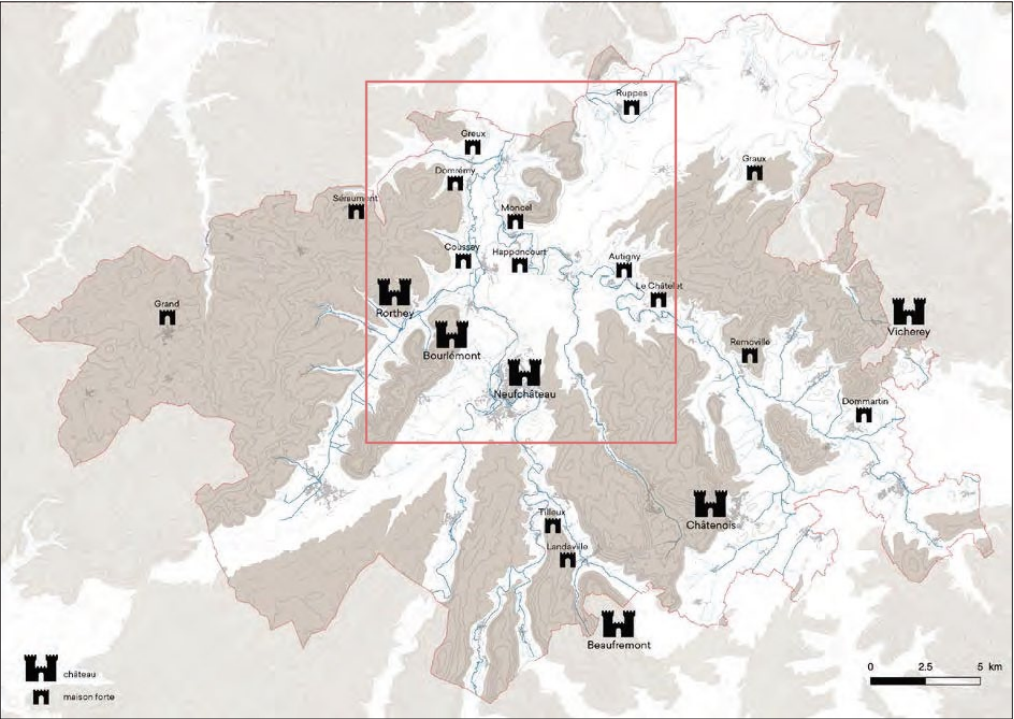 Ruppes
Greux
Graux
Domrémy
Séraumont
Moncel
Coussey
Happoncourt
Autigny
Le Châtelet
Rorthey
Grand
Vicherey
Bourlémont
Removille
Neufchâteau
Dommartin
Châtenois
Tilleux
Landaville
Beaufremont
château
maison forte
0 2.5 5 km